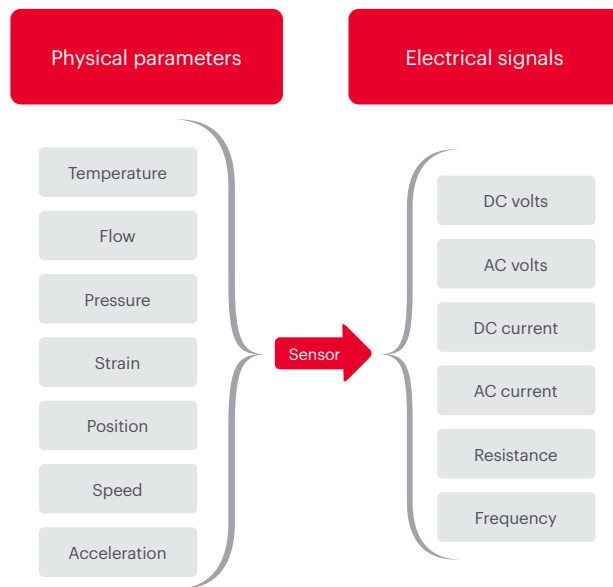 Physical parameters
Electrical signals
Temperature
Flow
Pressure
Strain
Position
Speed
Acceleration
Sensor
DC volts
AC volts
DC current
AC current
Resistance
Frequency